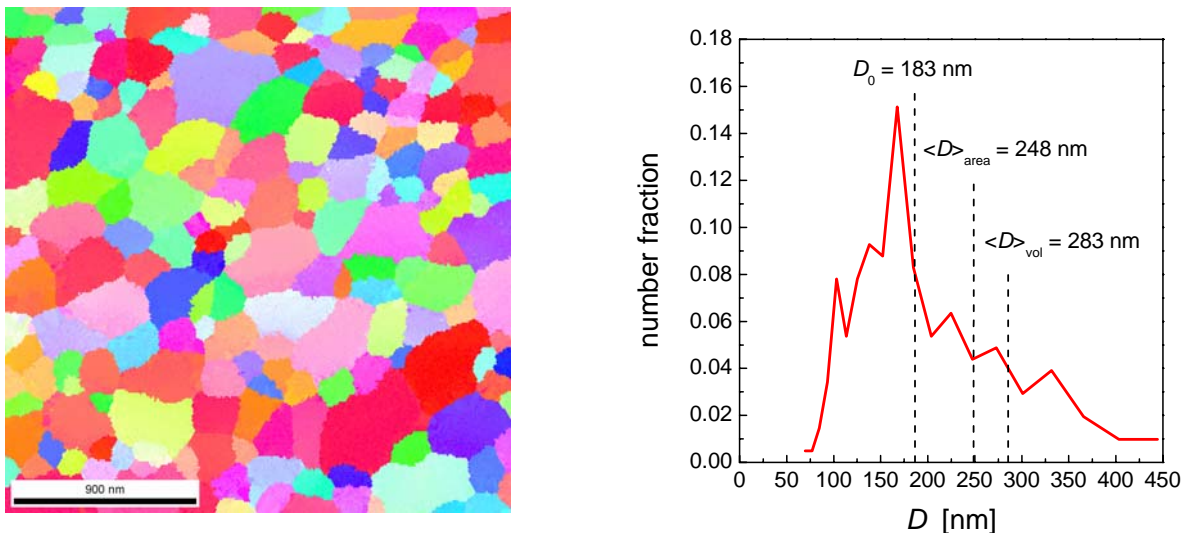 900 nm
0.18
0.16
0.14
0.12
0.10
0.08
0.06
0.04
0.02
0.00
number fraction
D₀ = 183 nm
<D>area = 248 nm
<D>vol = 283 nm
0 50 100 150 200 250 300 350 400 450
D [nm]